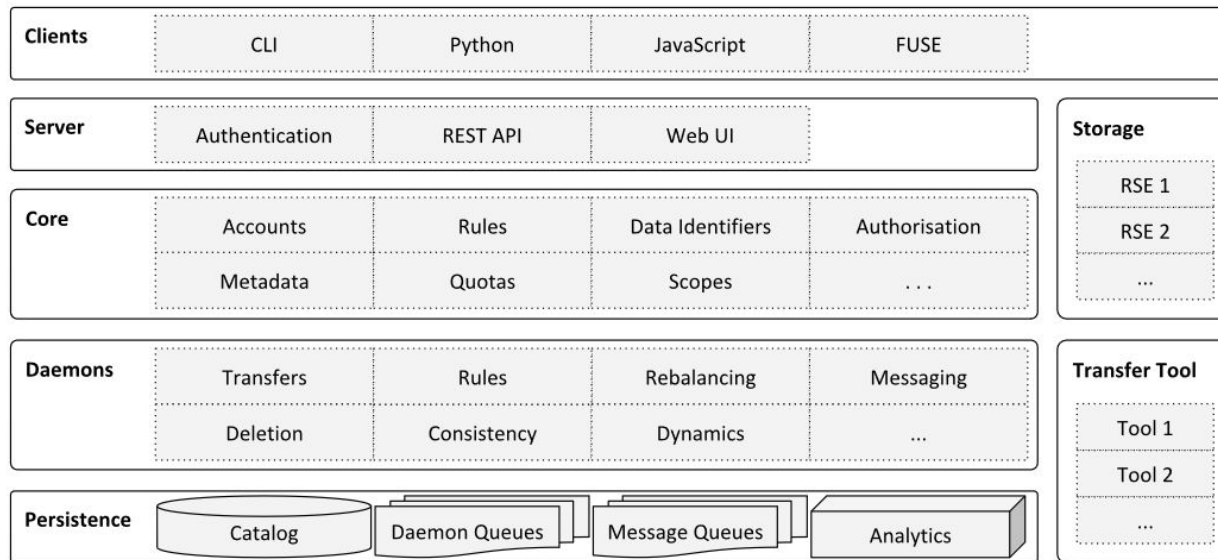 Clients
CLI Python JavaScript FUSE
Server
Authentication REST API Web UI
Core
Accounts Rules Data Identifiers Authorisation
Metadata Quotas Scopes . . .
Storage
RSE 1
RSE 2
...
Daemons
Transfers Rules Rebalancing Messaging
Deletion Consistency Dynamics ...
Transfer Tool
Tool 1
Tool 2
...
Persistence
Catalog Daemon Queues Message Queues Analytics